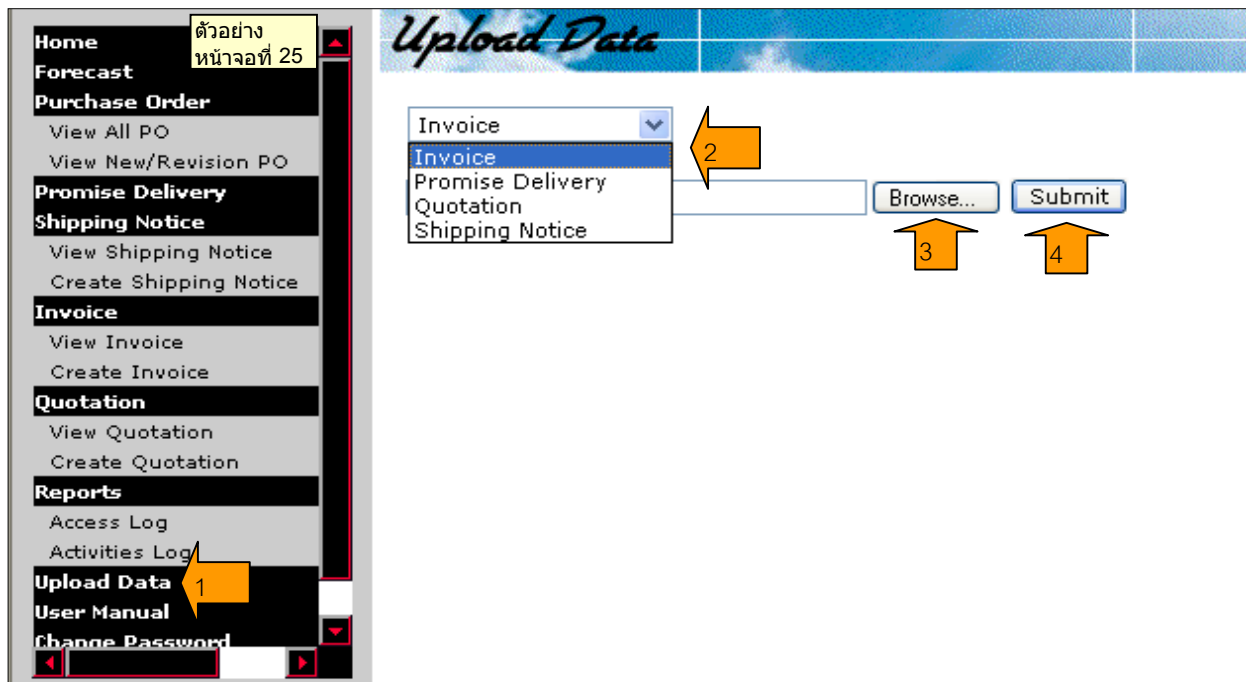 ตัวอย่าง
หน้าจอที่ 25
Home
Forecast
Purchase Order
View All PO
View New/Revision PO
Promise Delivery
Shipping Notice
View Shipping Notice
Create Shipping Notice
Invoice
View Invoice
Create Invoice
Quotation
View Quotation
Create Quotation
Reports
Access Log
Activities Log
Upload Data
1
User Manual
Change Password
Upload Data
Invoice
2
Invoice
Promise Delivery
Quotation
Shipping Notice
Browse...
Submit
3
4